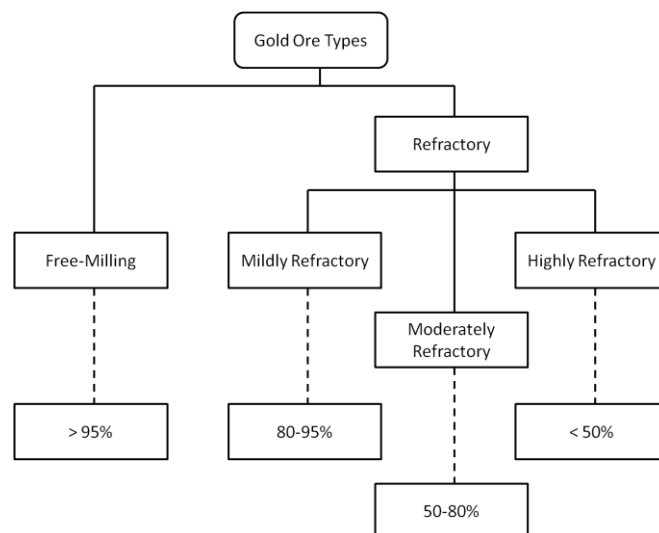 Gold Ore Types
Refractory
Free-Milling
Mildly Refractory
Highly Refractory
Moderately
Refractory
> 95%
80-95%
< 50%
50-80%